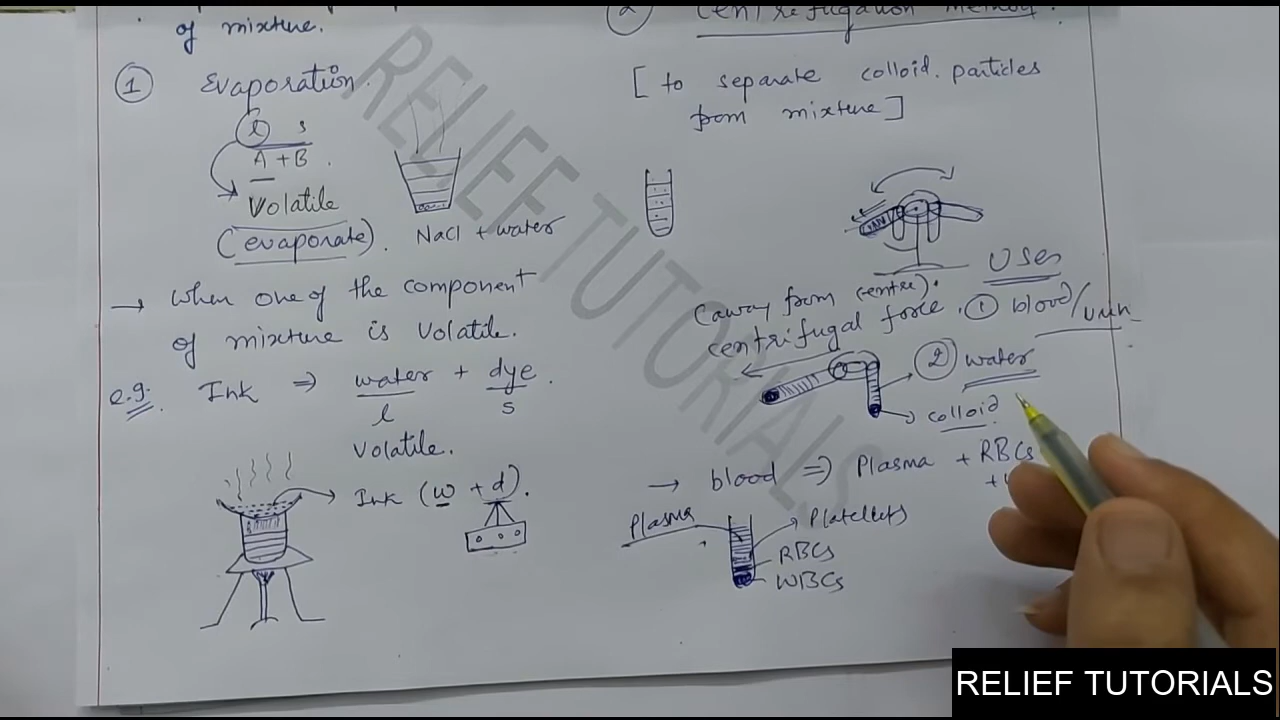 of mixture.
① Evaporation.
l s
A + B.
Volatile
(evaporate).
NaCl + water
→ When one of the component
of mixture is Volatile.
e.g. Ink ⇒ water + dye.
l s
Volatile.
Ink (w + d).
② Centrifugation method.
[ to separate colloid particles
from mixture ]
Uses
(away from centre).
centrifugal force.
① blood/
② water
colloid
→ blood ⇒ Plasma + RBCs
Plasma
Platellets
RBCs
WBCs
RELIEF TUTORIALS
RELIEF TUTORIALS